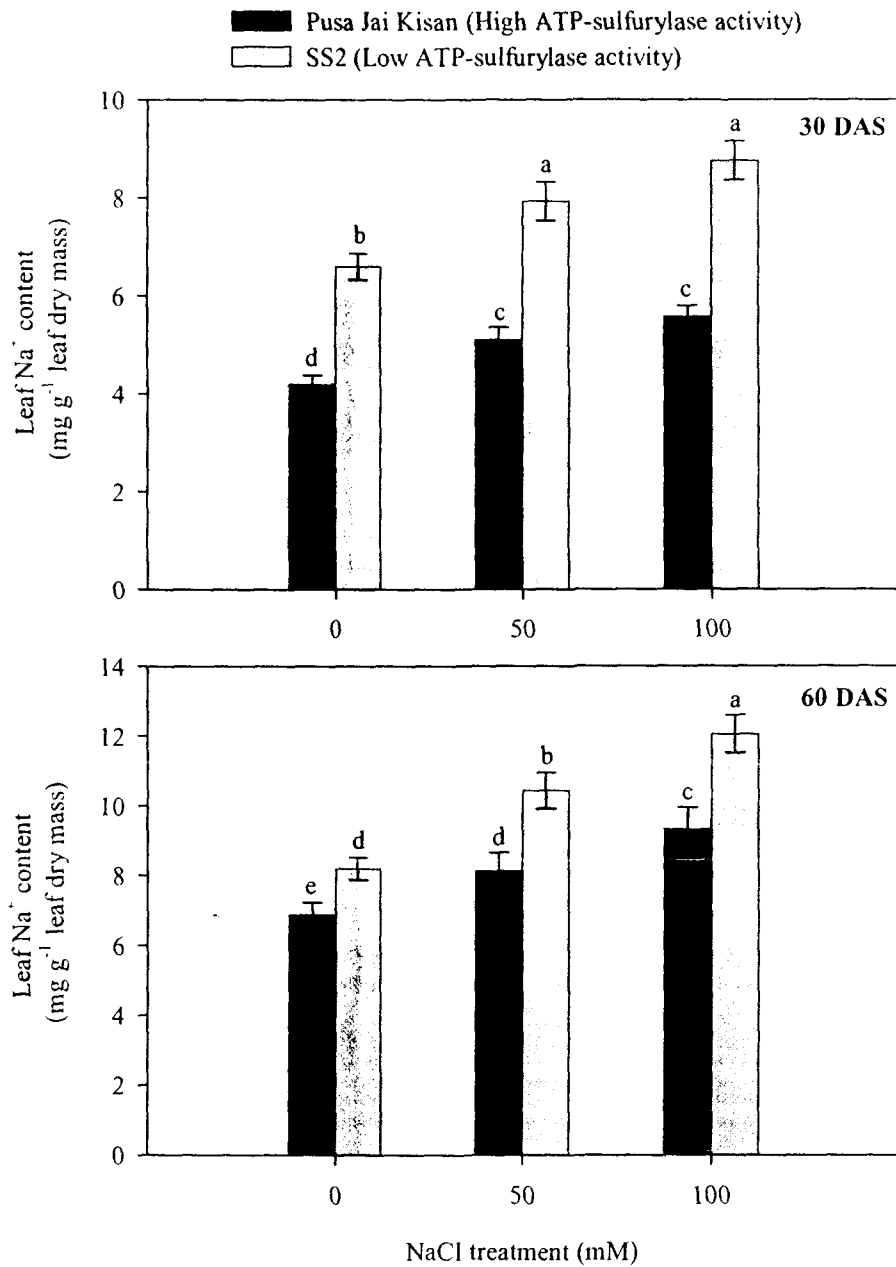 Pusa Jai Kisan (High ATP-sulfurylase activity)
SS2 (Low ATP-sulfurylase activity)
30 DAS
Leaf Na⁺ content
(mg g⁻¹ leaf dry mass)
10
8
6
4
2
0
d
b
c
a
c
a
0
50
100
60 DAS
Leaf Na⁺ content
(mg g⁻¹ leaf dry mass)
14
12
10
8
6
4
2
0
e
d
d
b
c
a
0
50
100
NaCl treatment (mM)